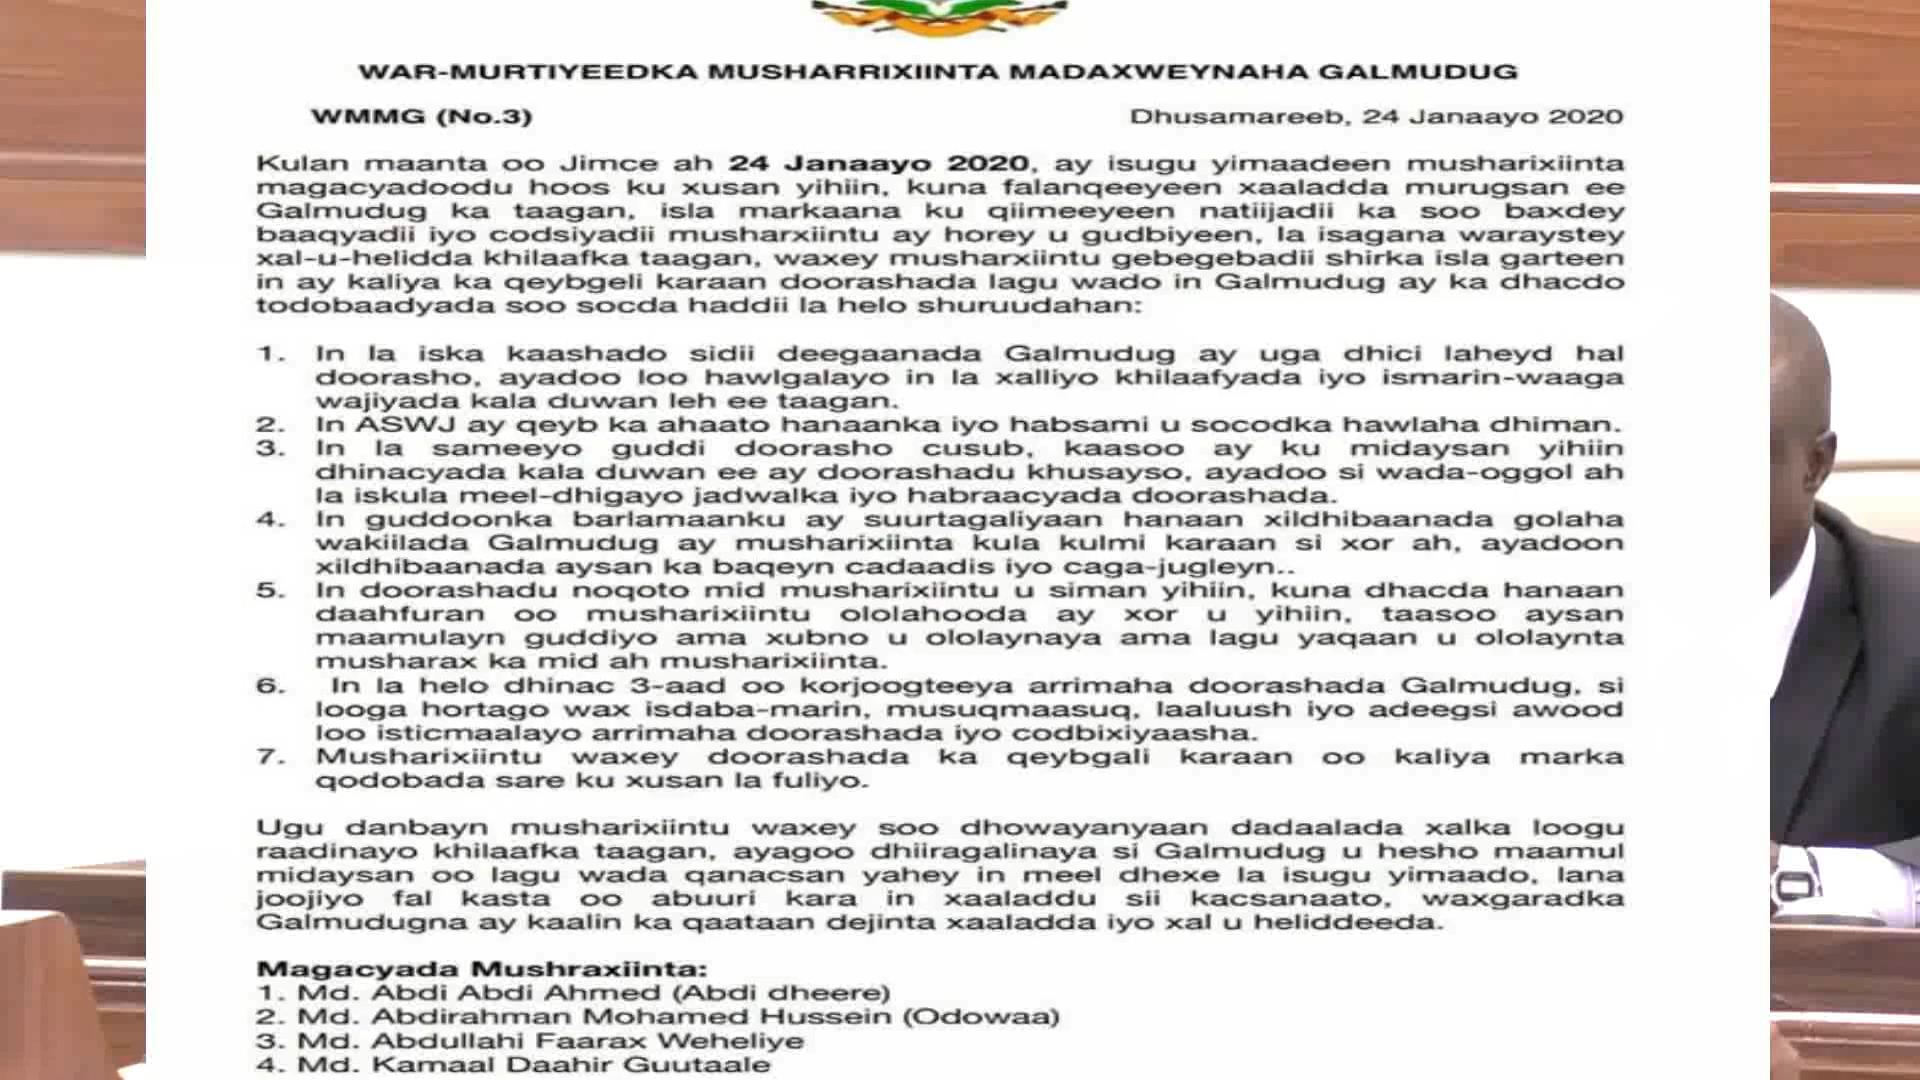 WAR-MURTIYEEDKA MUSHARRIXIINTA MADAXWEYNAHA GALMUDUG
WMMG (No.3) Dhusamareeb, 24 Janaayo 2020
Kulan maanta oo Jimce ah 24 Janaayo 2020, ay isugu yimaadeen musharixiinta
magacyadoodu hoos ku xusan yihiin, kuna falanqeeyeen xaaladda murugsan ee
Galmudug ka taagan, isla markaana ku qiimeeyeen natiijadii ka soo baxdey
baaqyadii iyo codsiyadii musharxiintu ay horey u gudbiyeen, la isagana waraystey
xal-u-helidda khilaafka taagan, waxey musharxiintu gebegebadii shirka isla garteen
in ay kaliya ka qeybgeli karaan doorashada lagu wado in Galmudug ay ka dhacdo
todobaadyada soo socda haddii la helo shuruudahan:
1. In la iska kaashado sidii deegaanada Galmudug ay uga dhici laheyd hal
doorasho, ayadoo loo hawlgalayo in la xalliyo khilaafyada iyo ismarin-waaga
wajiyada kala duwan leh ee taagan.
2. In ASWJ ay qeyb ka ahaato hanaanka iyo habsami u socodka hawlaha dhiman.
3. In la sameeyo guddi doorasho cusub, kaasoo ay ku midaysan yihiin
dhinacyada kala duwan ee ay doorashadu khusayso, ayadoo si wada-oggol ah
la iskula meel-dhigayo jadwalka iyo habraacyada doorashada.
4. In guddoonka barlamaanku ay suurtagaliyaan hanaan xildhibaanada golaha
wakiilada Galmudug ay musharixiinta kula kulmi karaan si xor ah, ayadoon
xildhibaanada aysan ka baqeyn cadaadis iyo caga-jugleyn..
5. In doorashadu noqoto mid musharixiintu u siman yihiin, kuna dhacda hanaan
daahfuran oo musharixiintu ololahooda ay xor u yihiin, taasoo aysan
maamulayn guddiyo ama xubno u ololaynaya ama lagu yaqaan u ololaynta
musharax ka mid ah musharixiinta.
6. In la helo dhinac 3-aad oo korjoogteeya arrimaha doorashada Galmudug, si
looga hortago wax isdaba-marin, musuqmaasuq, laaluush iyo adeegsi awood
loo isticmaalayo arrimaha doorashada iyo codbixiyaasha.
7. Musharixiintu waxey doorashada ka qeybgali karaan oo kaliya marka
qodobada sare ku xusan la fuliyo.
Ugu danbayn musharixiintu waxey soo dhowayanyaan dadaalada xalka loogu
raadinayo khilaafka taagan, ayagoo dhiiragalinaya si Galmudug u hesho maamul
midaysan oo lagu wada qanacsan yahey in meel dhexe la isugu yimaado, lana
joojiyo fal kasta oo abuuri kara in xaaladdu sii kacsanaato, waxgaradka
Galmudugna ay kaalin ka qaataan dejinta xaaladda iyo xal u heliddeeda.
Magacyada Mushraxiinta:
1. Md. Abdi Abdi Ahmed (Abdi dheere)
2. Md. Abdirahman Mohamed Hussein (Odowaa)
3. Md. Abdullahi Faarax Weheliye
4. Md. Kamaal Daahir Guutaale